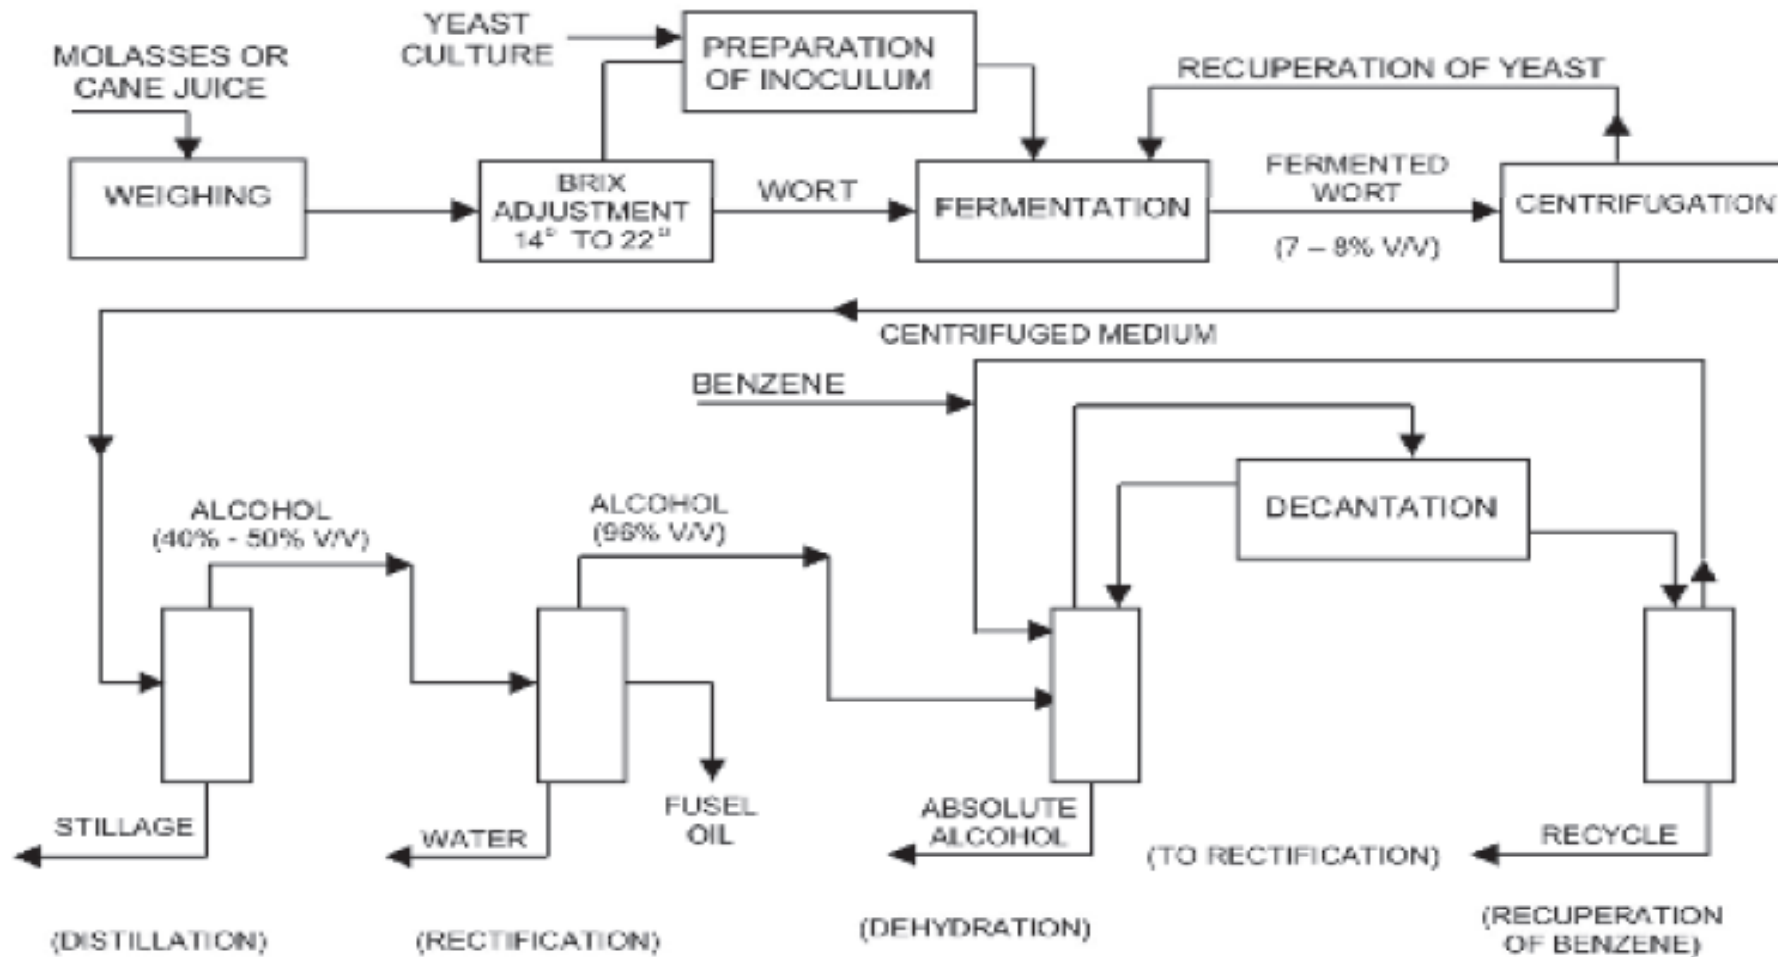 YEAST
CULTURE
PREPARATION
OF INOCULUM
MOLASSES OR
CANE JUICE
RECUPERATION OF YEAST
WEIGHING
BRIX
ADJUSTMENT
14° TO 22°
WORT
FERMENTATION
FERMENTED
WORT
(7 – 8% V/V)
CENTRIFUGATION
CENTRIFUGED MEDIUM
BENZENE
ALCOHOL
(40% - 50% V/V)
ALCOHOL
(96% V/V)
DECANTATION
STILLAGE
WATER
FUSEL
OIL
ABSOLUTE
ALCOHOL
(TO RECTIFICATION)
RECYCLE
(DISTILLATION)
(RECTIFICATION)
(DEHYDRATION)
(RECUPERATION
OF BENZENE)